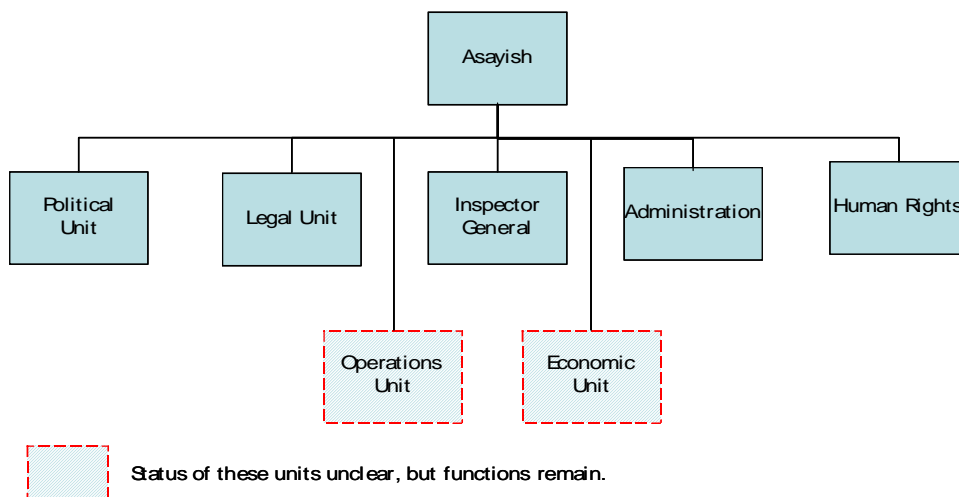 Asayish
Political
Unit
Legal Unit
Inspector
General
Administration
Human Rights
Operations
Unit
Economic
Unit
Status of these units unclear, but functions remain.